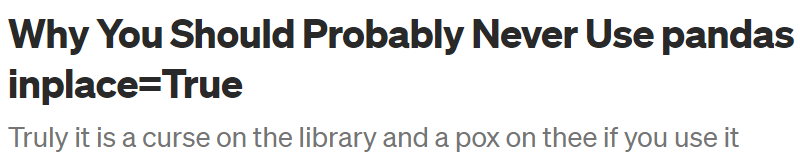 Why You Should Probably Never Use pandas
inplace=True
Truly it is a curse on the library and a pox on thee if you use it